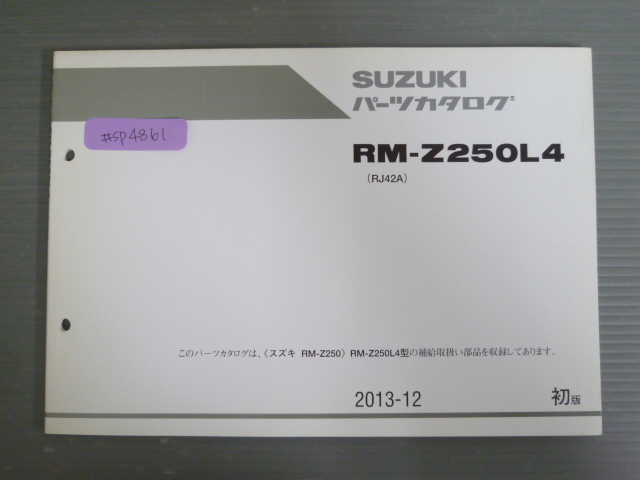 SUZUKI
パーツカタログ
#SP4861
RM-Z250L4
(RJ42A)
このパーツカタログは、〈スズキ RM-Z250〉 RM-Z250L4型の補給取扱い部品を収録してあります。
2013-12
初版